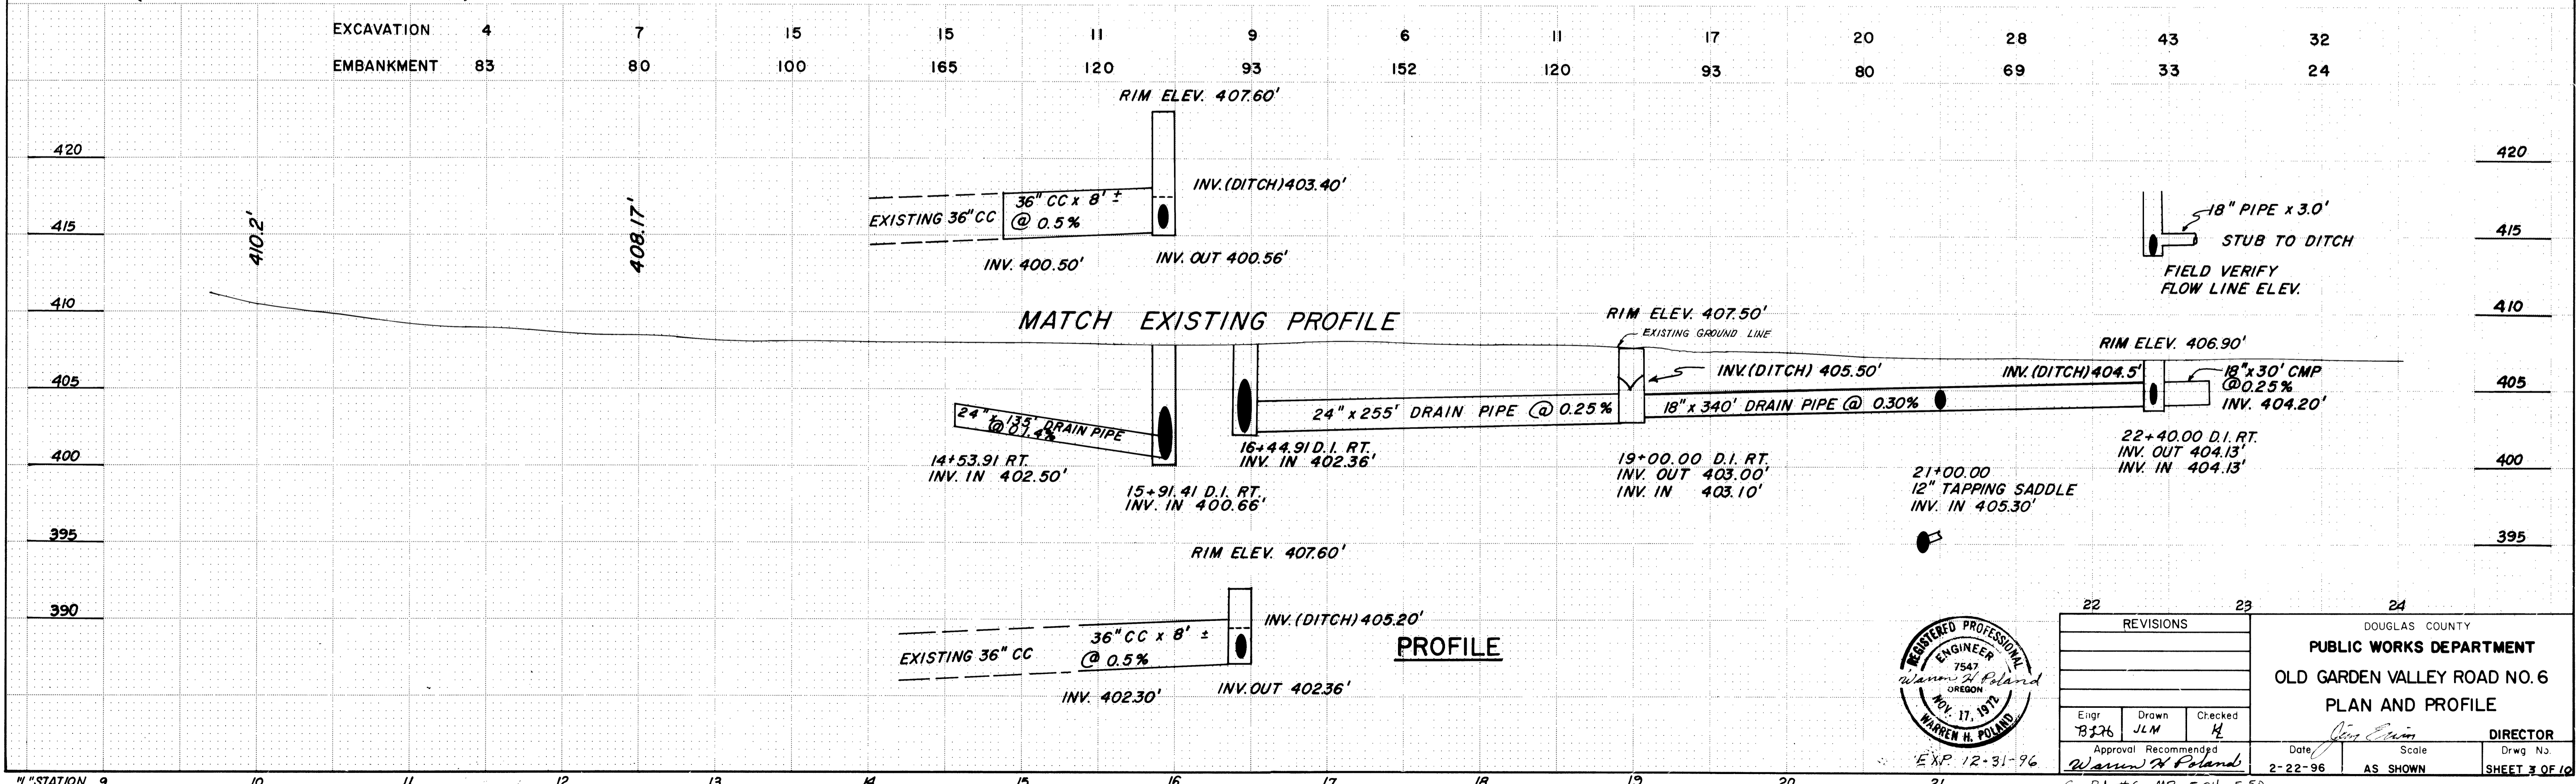 EXCAVATION 4 7 15 15 11 9 6 11 17 20 28 43 32
EMBANKMENT 83 80 100 165 120 93 152 120 93 80 69 33 24
RIM ELEV. 407.60'
420
420
INV. (DITCH) 403.40'
36" CC x 8' ±
@ 0.5%
EXISTING 36" CC
415
415
410.2'
408.17'
INV. 400.50'
INV. OUT 400.56'
18" PIPE x 3.0'
STUB TO DITCH
FIELD VERIFY
FLOW LINE ELEV.
410
410
MATCH EXISTING PROFILE
RIM ELEV. 407.50'
EXISTING GROUND LINE
RIM ELEV. 406.90'
405
405
INV. (DITCH) 405.50'
INV. (DITCH) 404.5'
18" x 30' CMP
@ 0.25%
INV. 404.20'
24" x 135' DRAIN PIPE
@ 1.4%
24" x 255' DRAIN PIPE @ 0.25%
18" x 340' DRAIN PIPE @ 0.30%
400
400
14+53.91 RT.
INV. IN 402.50'
15+91.41 D.I. RT.
INV. IN 400.66'
16+44.91 D.I. RT.
INV. IN 402.36'
19+00.00 D.I. RT.
INV. OUT 403.00'
INV. IN 403.10'
21+00.00
12" TAPPING SADDLE
INV. IN 405.30'
22+40.00 D.I. RT.
INV. OUT 404.13'
INV. IN 404.13'
395
395
RIM ELEV. 407.60'
390
INV. (DITCH) 405.20'
36" CC x 8' ±
@ 0.5%
EXISTING 36" CC
INV. 402.30'
INV. OUT 402.36'
PROFILE
REGISTERED PROFESSIONAL
ENGINEER
7547
Warren H Poland
OREGON
NOV. 17, 1972
WARREN H. POLAND
EXP. 12-31-96
22 23 24
REVISIONS
Engr Drawn Checked
JLM
Approval Recommended
Warren H Poland
DOUGLAS COUNTY
PUBLIC WORKS DEPARTMENT
OLD GARDEN VALLEY ROAD NO. 6
PLAN AND PROFILE
DIRECTOR
Date Scale Drwg No.
2-22-96 AS SHOWN SHEET 3 OF 10
"L" STATION 9 10 11 12 13 14 15 16 17 18 19 20 21